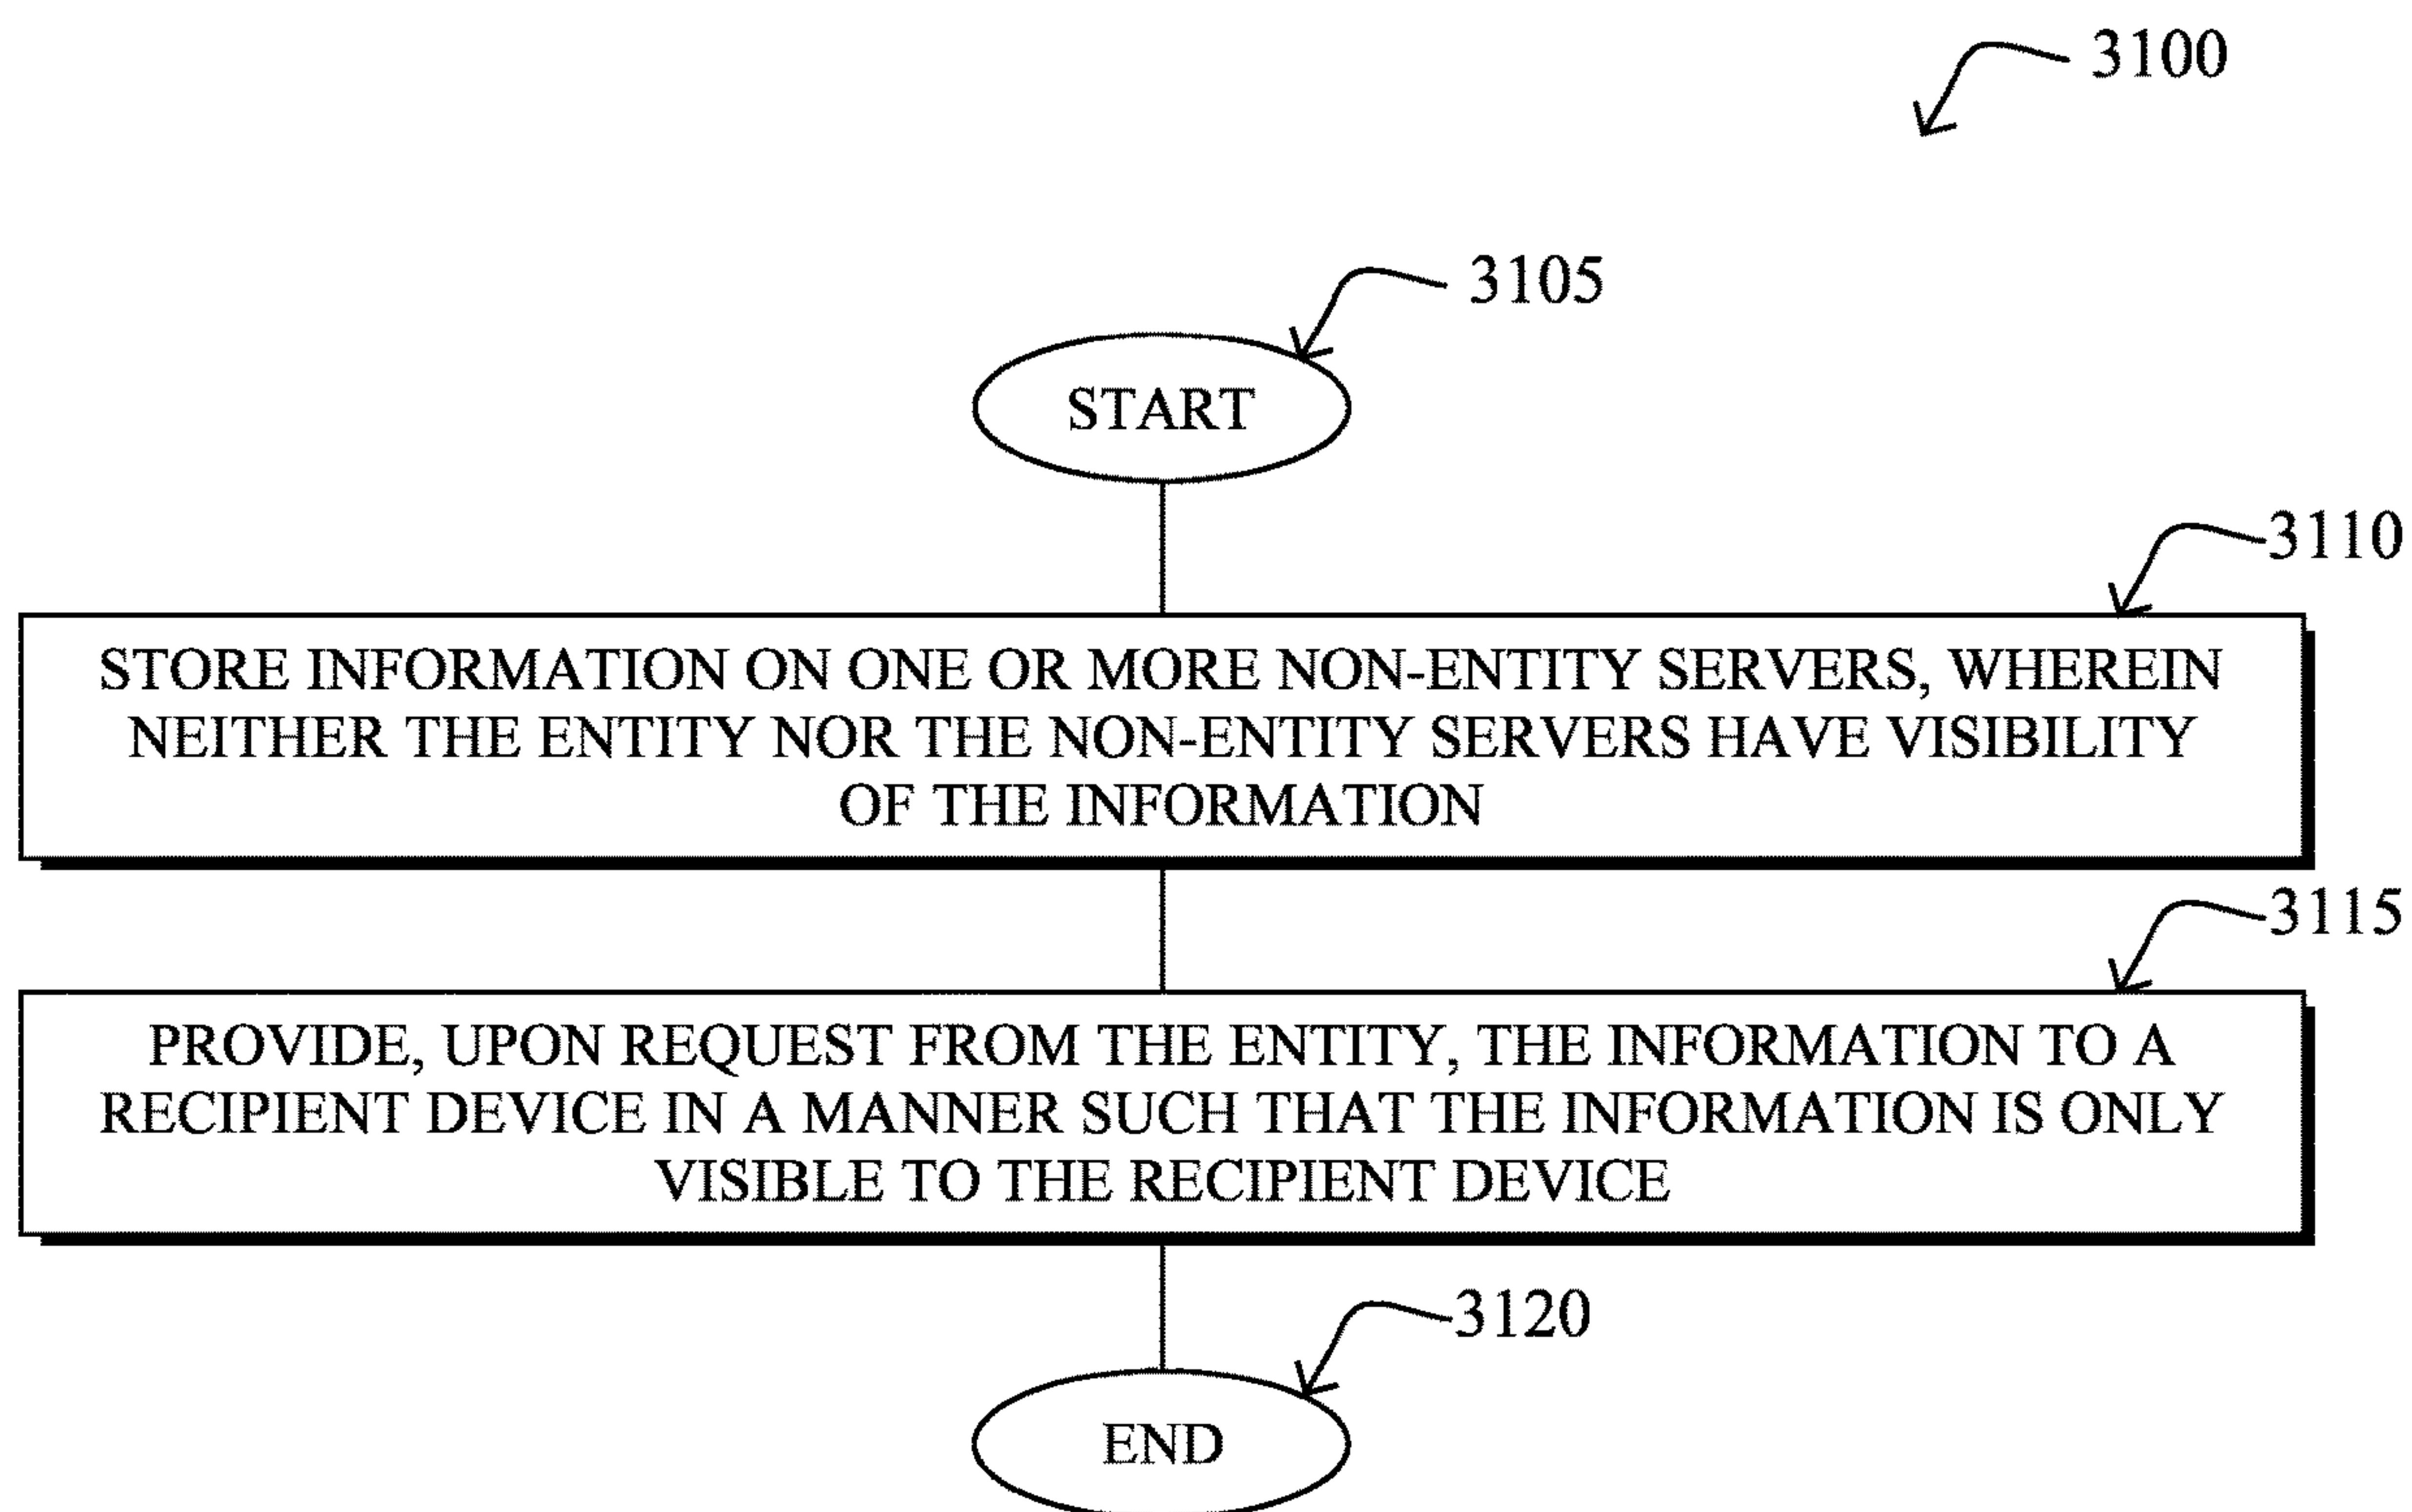 3100
3105
START
3110
STORE INFORMATION ON ONE OR MORE NON-ENTITY SERVERS, WHEREIN
NEITHER THE ENTITY NOR THE NON-ENTITY SERVERS HAVE VISIBILITY
OF THE INFORMATION
3115
PROVIDE, UPON REQUEST FROM THE ENTITY, THE INFORMATION TO A
RECIPIENT DEVICE IN A MANNER SUCH THAT THE INFORMATION IS ONLY
VISIBLE TO THE RECIPIENT DEVICE
3120
END